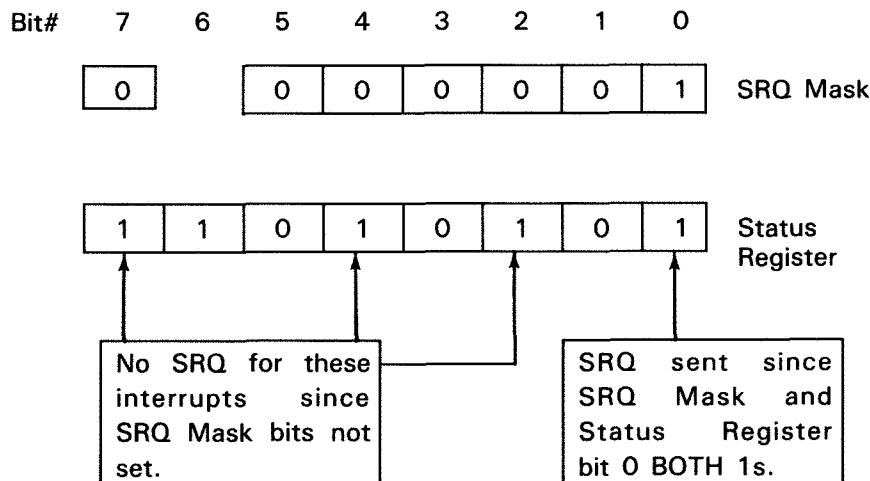 Bit# 7 6 5 4 3 2 1 0
0 0 0 0 0 0 1 SRQ Mask
1 1 0 1 0 1 0 1 Status
Register
No SRQ for these
interrupts since
SRQ Mask bits not
set.
SRQ sent since
SRQ Mask and
Status Register
bit 0 BOTH 1s.